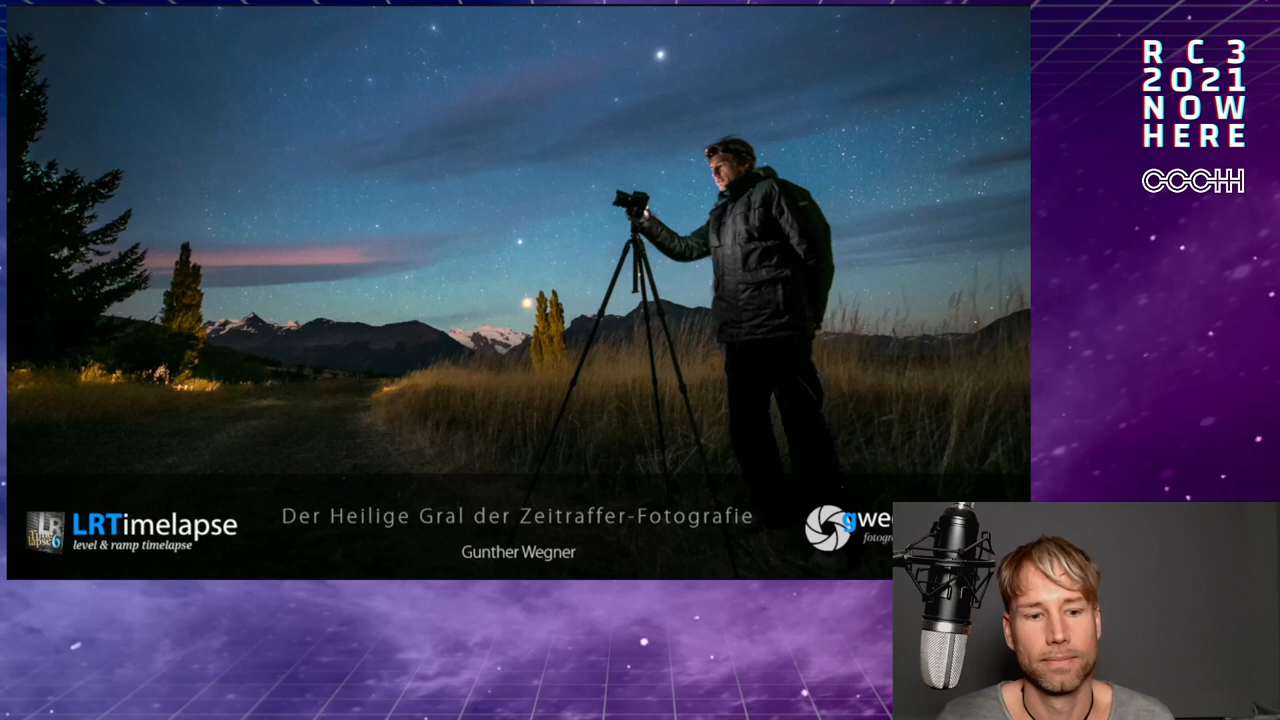 RC3
2021
NOW
HERE
CCCHH
LRTimelapse
level & ramp timelapse
Der Heilige Gral der Zeitraffer-Fotografie
Gunther Wegner